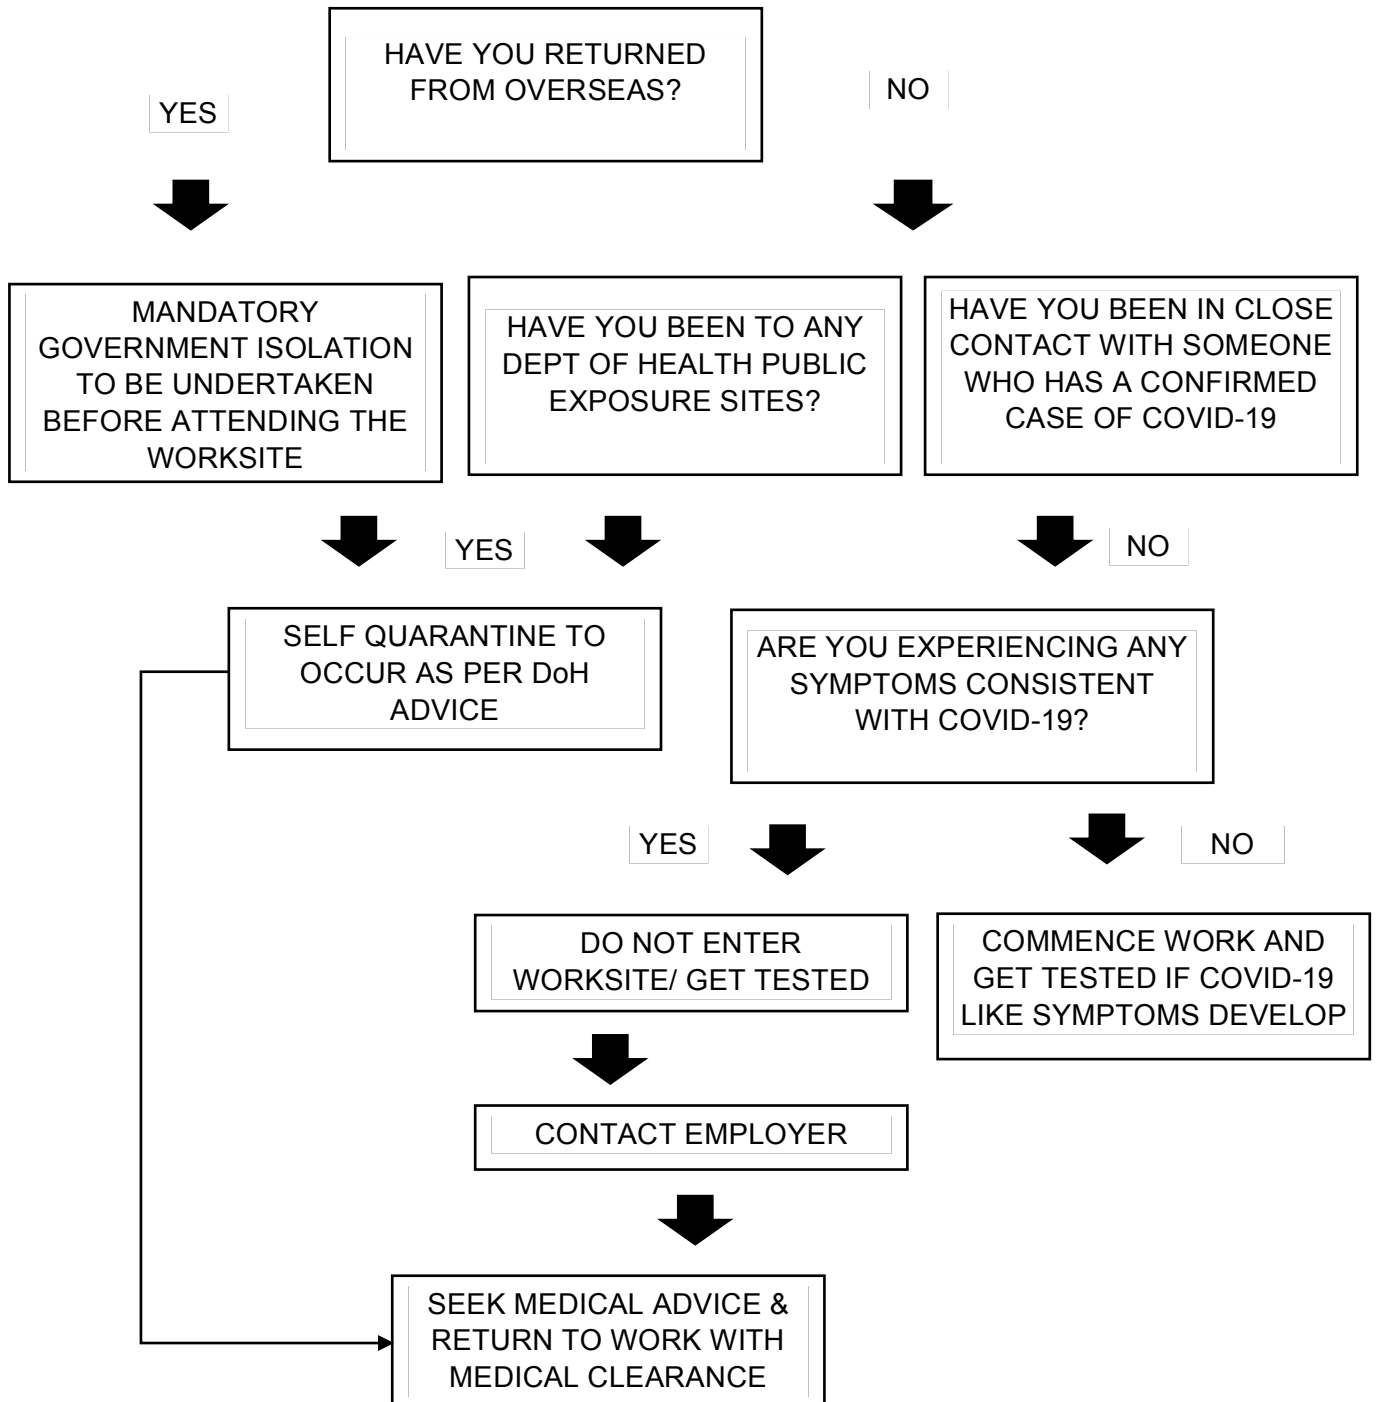 HAVE YOU RETURNED
FROM OVERSEAS?
YES
NO
MANDATORY
GOVERNMENT ISOLATION
TO BE UNDERTAKEN
BEFORE ATTENDING THE
WORKSITE
HAVE YOU BEEN TO ANY
DEPT OF HEALTH PUBLIC
EXPOSURE SITES?
HAVE YOU BEEN IN CLOSE
CONTACT WITH SOMEONE
WHO HAS A CONFIRMED
CASE OF COVID-19
YES
NO
SELF QUARANTINE TO
OCCUR AS PER DoH
ADVICE
ARE YOU EXPERIENCING ANY
SYMPTOMS CONSISTENT
WITH COVID-19?
YES
NO
DO NOT ENTER
WORKSITE/ GET TESTED
COMMENCE WORK AND
GET TESTED IF COVID-19
LIKE SYMPTOMS DEVELOP
CONTACT EMPLOYER
SEEK MEDICAL ADVICE &
RETURN TO WORK WITH
MEDICAL CLEARANCE